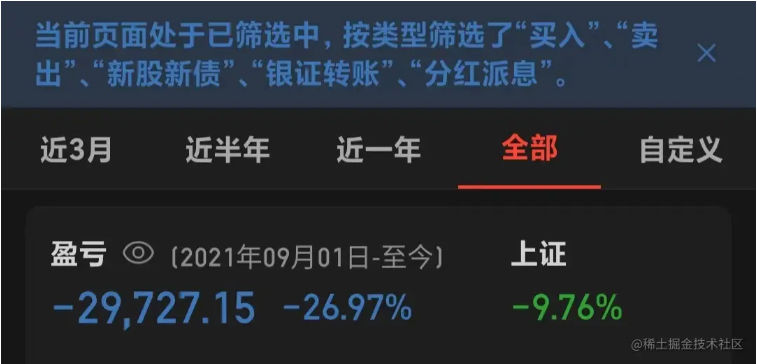 当前页面处于已筛选中，按类型筛选了“买入”、“卖
出”、“新股新债”、“银证转账”、“分红派息”。
近3月 近半年 近一年 全部 自定义
盈亏 (2021年09月01日-至今) 上证
-29,727.15 -26.97% -9.76%
@稀土掘金技术社区